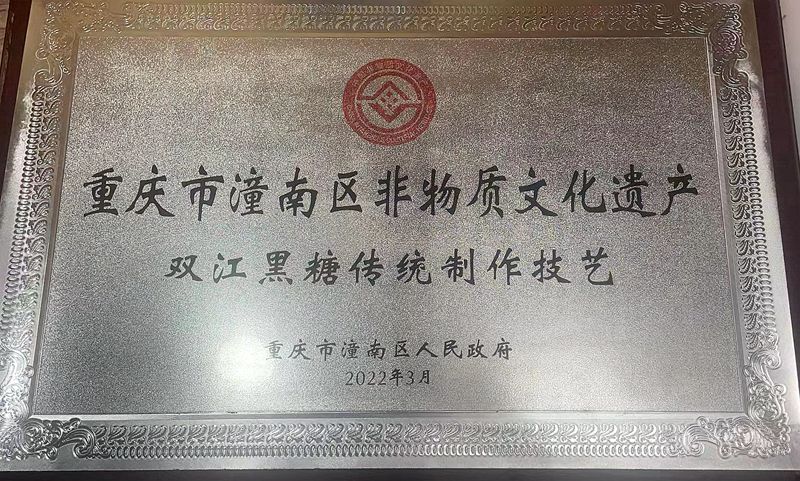 重庆市潼南区非物质文化遗产
双江黑糖传统制作技艺
重庆市潼南区人民政府
2022年3月